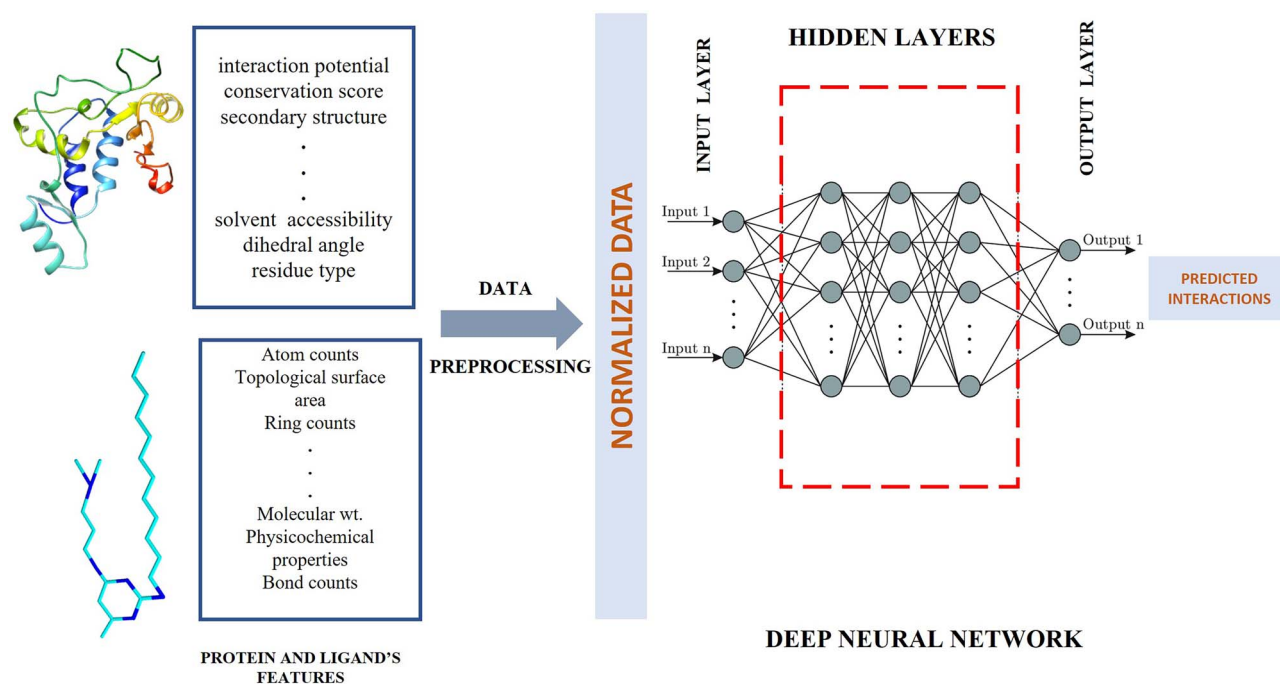 interaction potential
conservation score
secondary structure
.
.
.
solvent accessibility
dihedral angle
residue type
Atom counts
Topological surface
area
Ring counts
.
.
.
Molecular wt.
Physicochemical
properties
Bond counts
PROTEIN AND LIGAND'S
FEATURES
DATA
PREPROCESSING
NORMALIZED DATA
INPUT LAYER
HIDDEN LAYERS
OUTPUT LAYER
Input 1
Input 2
Input n
Output 1
Output n
PREDICTED
INTERACTIONS
DEEP NEURAL NETWORK